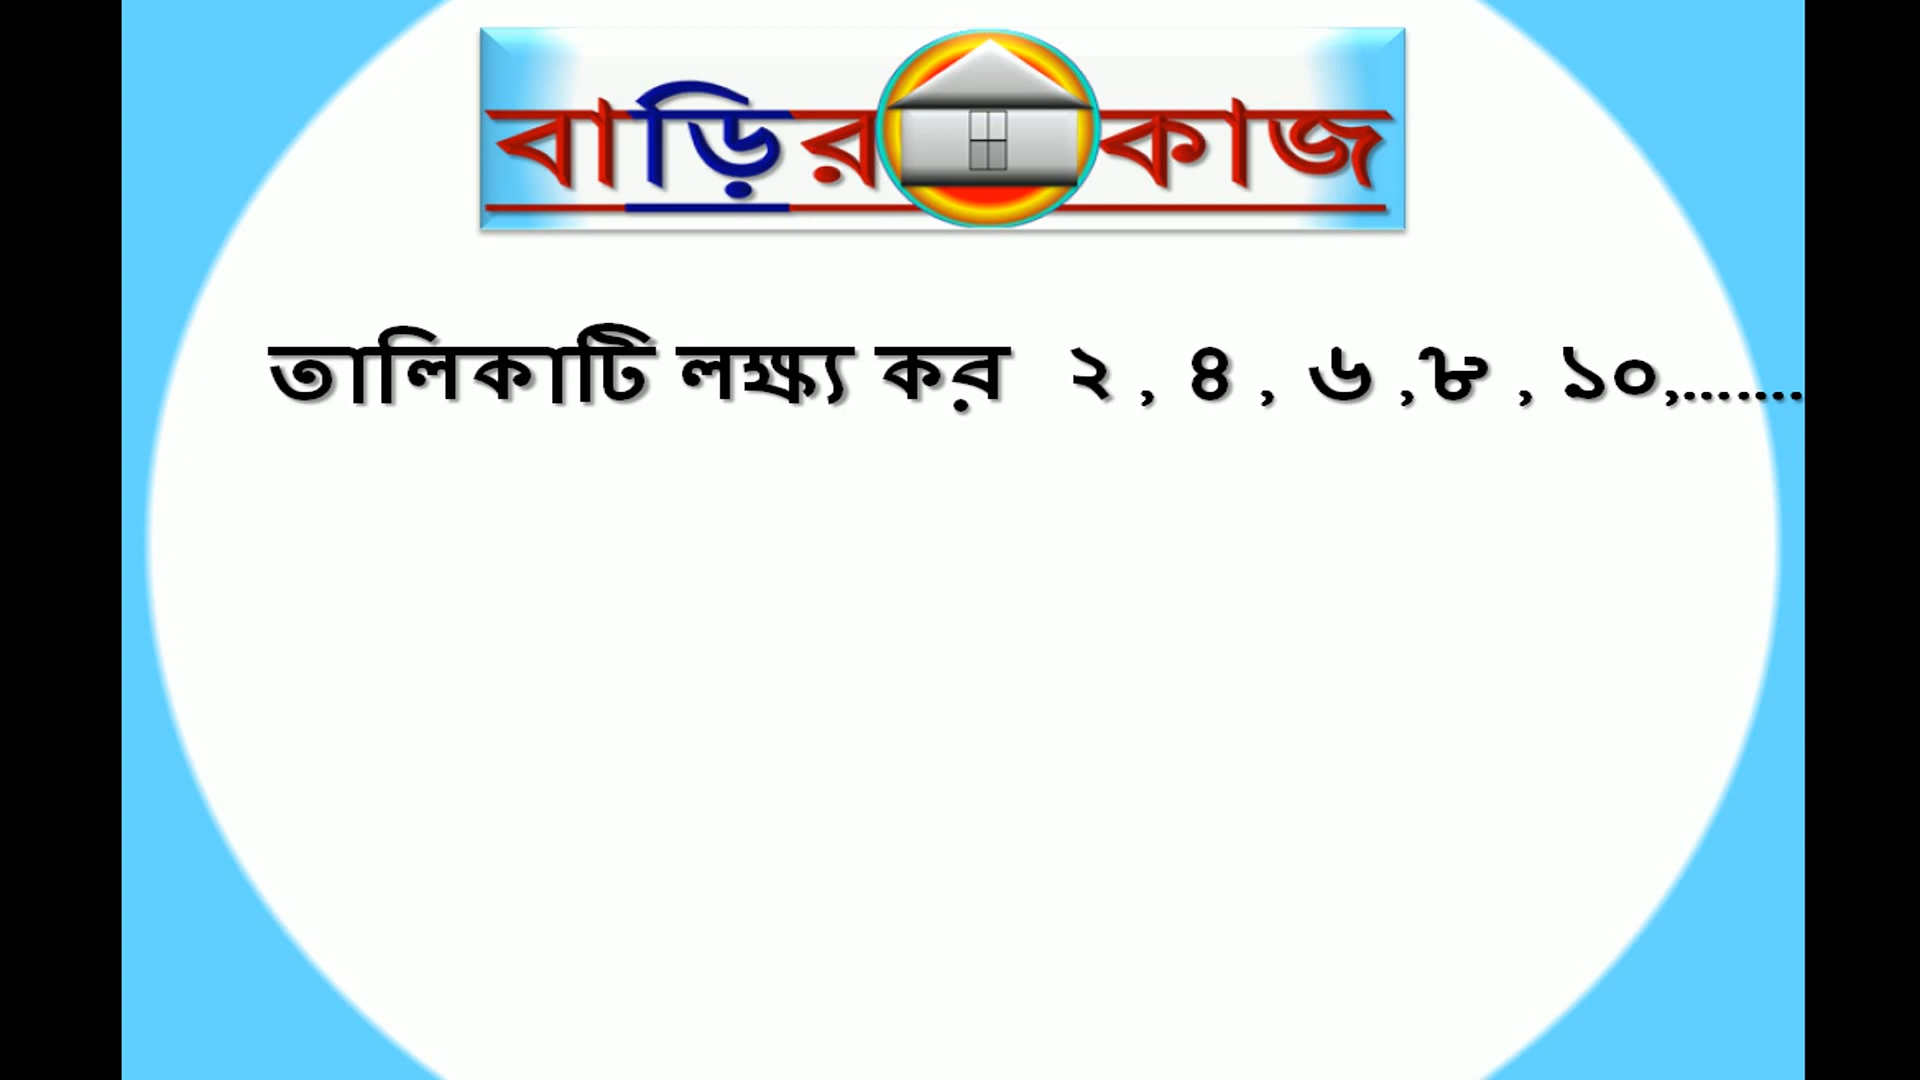 বাড়ির কাজ
তালিকাটি লক্ষ্য কর ২ , ৪ , ৬ ,৮ , ১০,.......